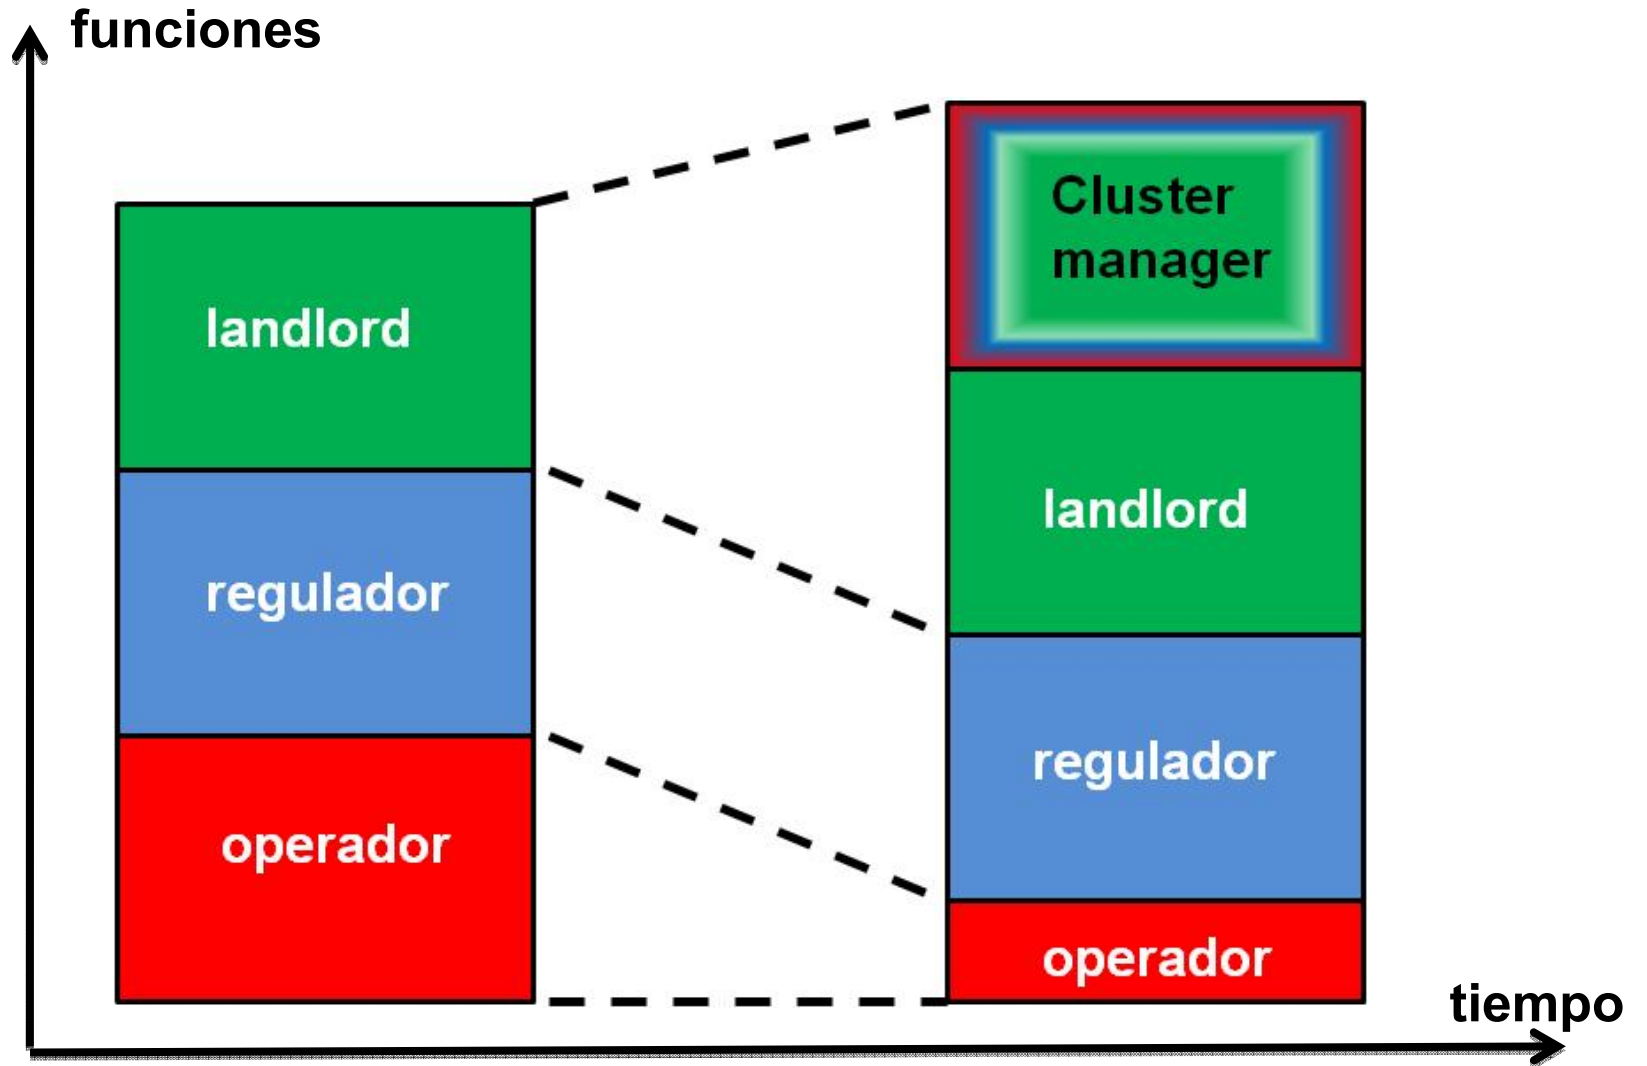 funciones
landlord
regulador
operador
Cluster
manager
landlord
regulador
operador
tiempo